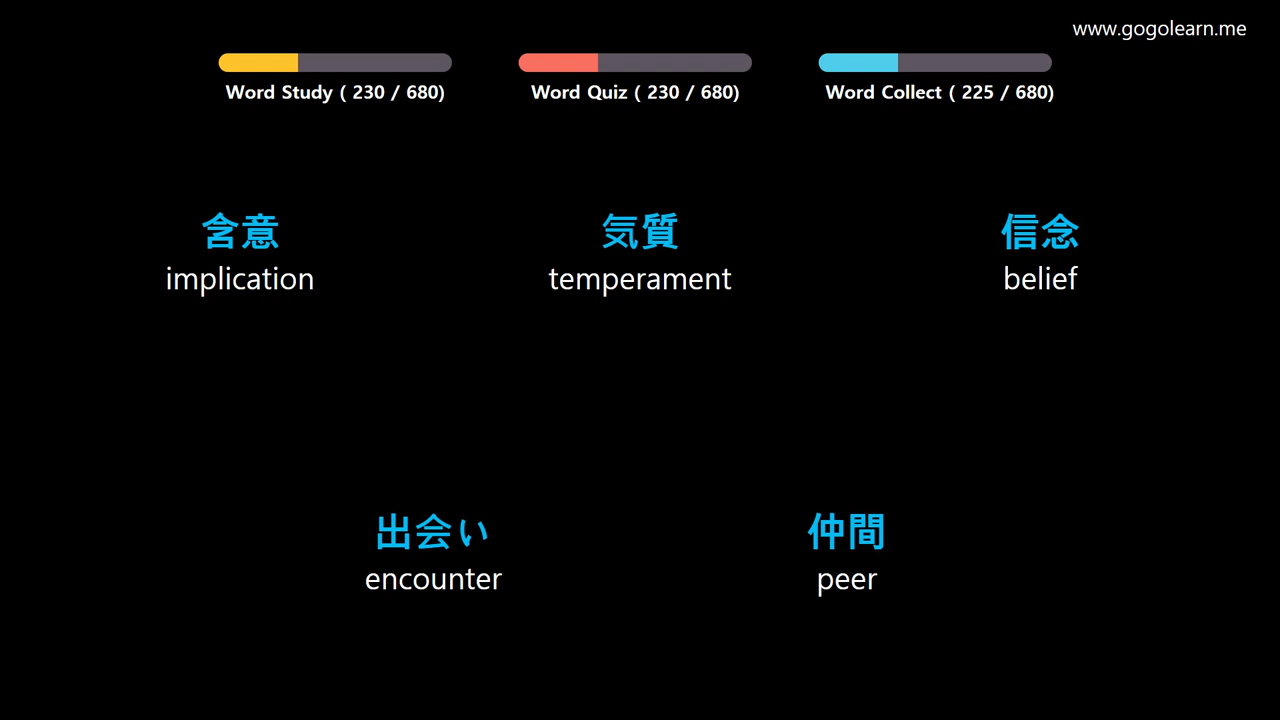 www.gogolearn.me
Word Study ( 230 / 680)
Word Quiz ( 230 / 680)
Word Collect ( 225 / 680)
含意
implication
気質
temperament
信念
belief
出会い
encounter
仲間
peer